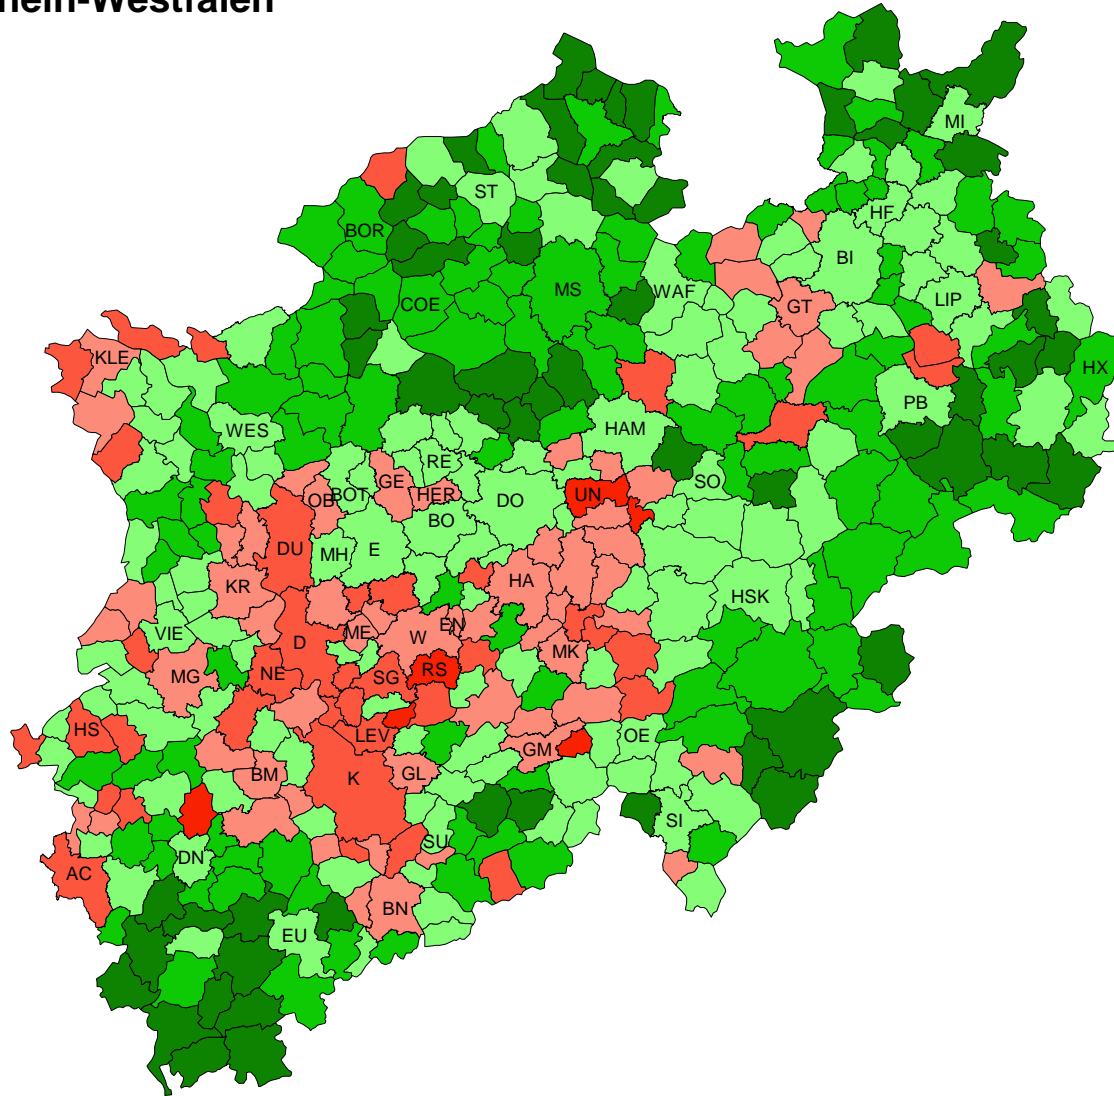 hein-Westfalen
MI
ST
HF
BOR
BI
MS
WAF
COE
LIP
GT
KLE
HX
PB
WES
HAM
RE
GE
SO
OB
BOT
HER
DO
UN
BO
DU
MH
E
HA
KR
HSK
EN
VIE
ME
W
D
MK
RS
MG
NE
SG
HS
LEV
OE
GM
BM
K
GL
SI
SU
DN
AC
BN
EU